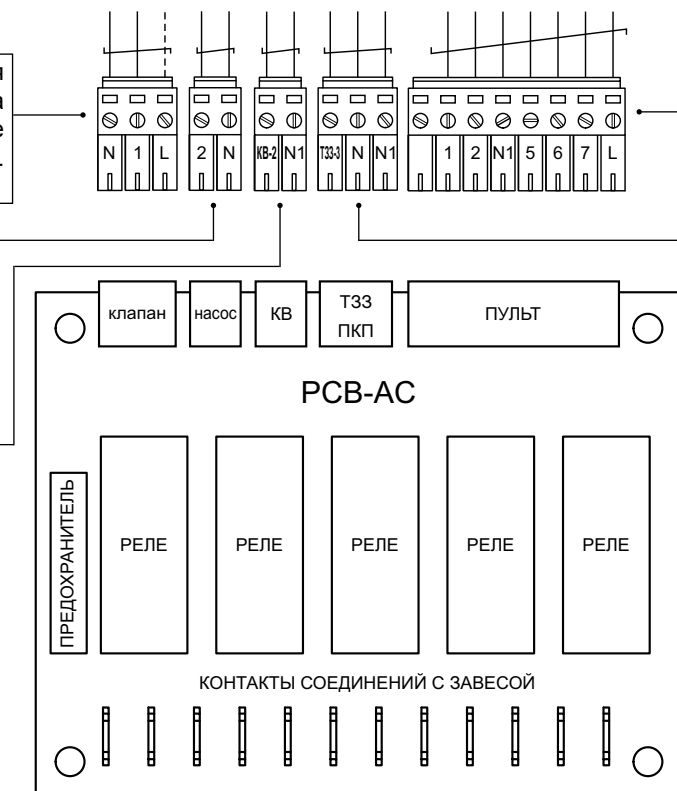 я
а
е
N 1 L 2 N КВ-2 N1 ТЗЗ-3 N N1 1 2 N1 5 6 7 L
клапан насос КВ ТЗЗ ПКП ПУЛЬТ
PCB-AC
ПРЕДОХРАНИТЕЛЬ
РЕЛЕ РЕЛЕ РЕЛЕ РЕЛЕ РЕЛЕ
КОНТАКТЫ СОЕДИНЕНИЙ С ЗАВЕСОЙ